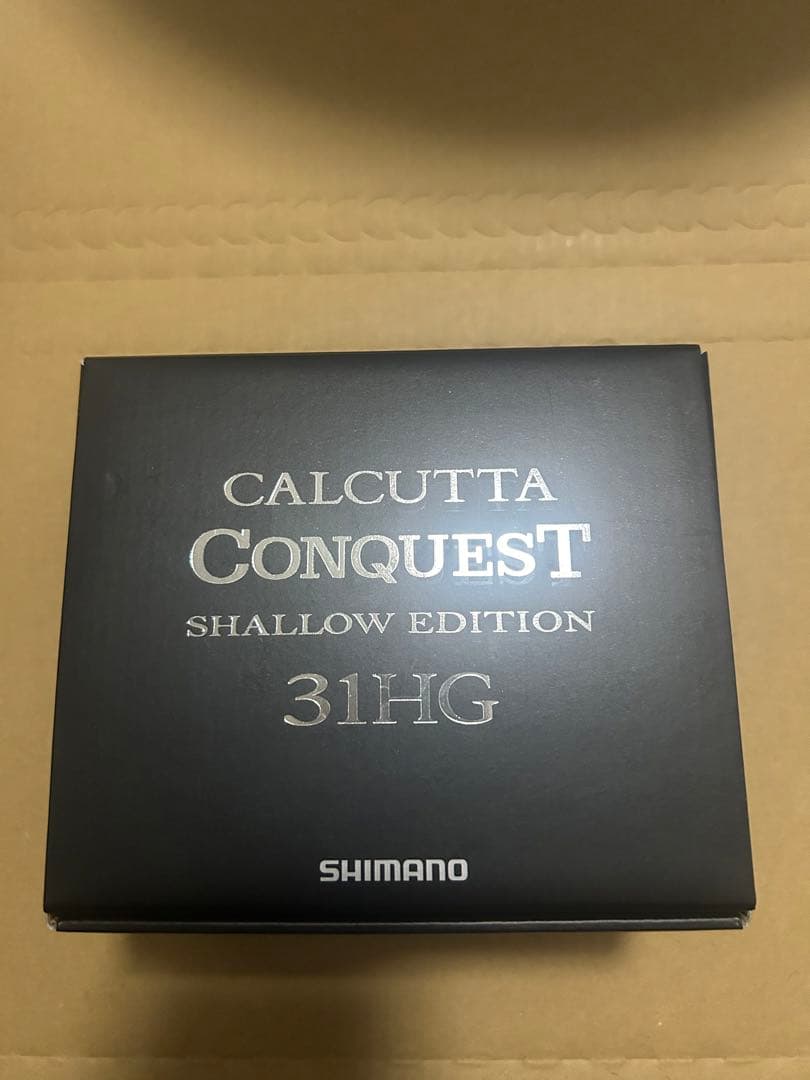 CALCUTTA
CONQUEST
SHALLOW EDITION
31HG
SHIMANO